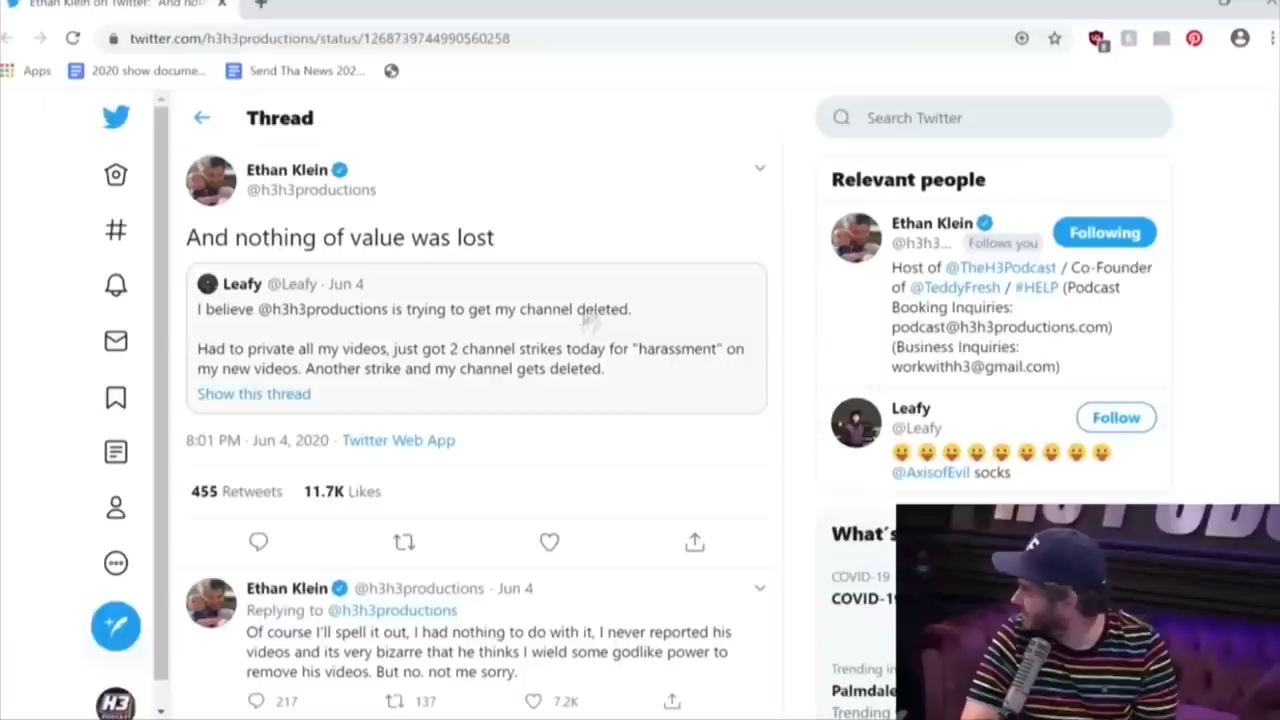 Ethan Klein on Twitter: "And not
twitter.com/h3h3productions/status/1268739744990560258
Apps
2020 show docume...
Send Tha News 202...
Thread
Search Twitter
Ethan Klein
@h3h3productions
And nothing of value was lost
Leafy @Leafy · Jun 4
I believe @h3h3productions is trying to get my channel deleted.
Had to private all my videos, just got 2 channel strikes today for "harassment" on
my new videos. Another strike and my channel gets deleted.
Show this thread
8:01 PM · Jun 4, 2020 · Twitter Web App
455 Retweets 11.7K Likes
Ethan Klein @h3h3productions · Jun 4
Replying to @h3h3productions
Of course I'll spell it out, I had nothing to do with it, I never reported his
videos and its very bizarre that he thinks I wield some godlike power to
remove his videos. But no. not me sorry.
217 137 7.2K
H3
Relevant people
Ethan Klein
@h3h3... Follows you
Following
Host of @TheH3Podcast / Co-Founder
of @TeddyFresh / #HELP (Podcast
Booking Inquiries:
podcast@h3h3productions.com)
(Business Inquiries:
workwithh3@gmail.com)
Leafy
@Leafy
Follow
😛😛😛😛😛😛😛😛😛
@AxisofEvil socks
What's
COVID-19
COVID-19
Trending in
Palmdale
Trending